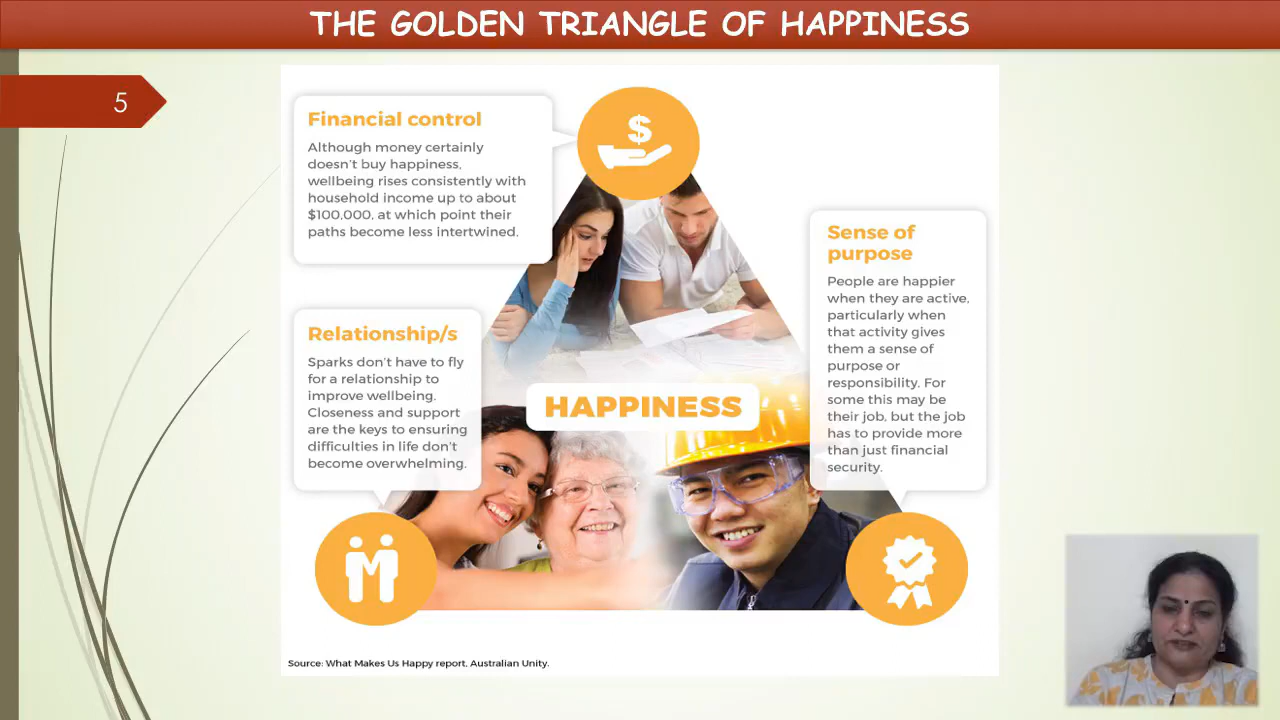 THE GOLDEN TRIANGLE OF HAPPINESS
5
Financial control
Although money certainly
doesn't buy happiness,
wellbeing rises consistently with
household income up to about
$100,000, at which point their
paths become less intertwined.
$
Sense of
purpose
People are happier
when they are active,
particularly when
that activity gives
them a sense of
purpose or
responsibility. For
some this may be
their job, but the job
has to provide more
than just financial
security.
Relationship/s
Sparks don't have to fly
for a relationship to
improve wellbeing.
Closeness and support
are the keys to ensuring
difficulties in life don't
become overwhelming.
HAPPINESS
Source: What Makes Us Happy report, Australian Unity.